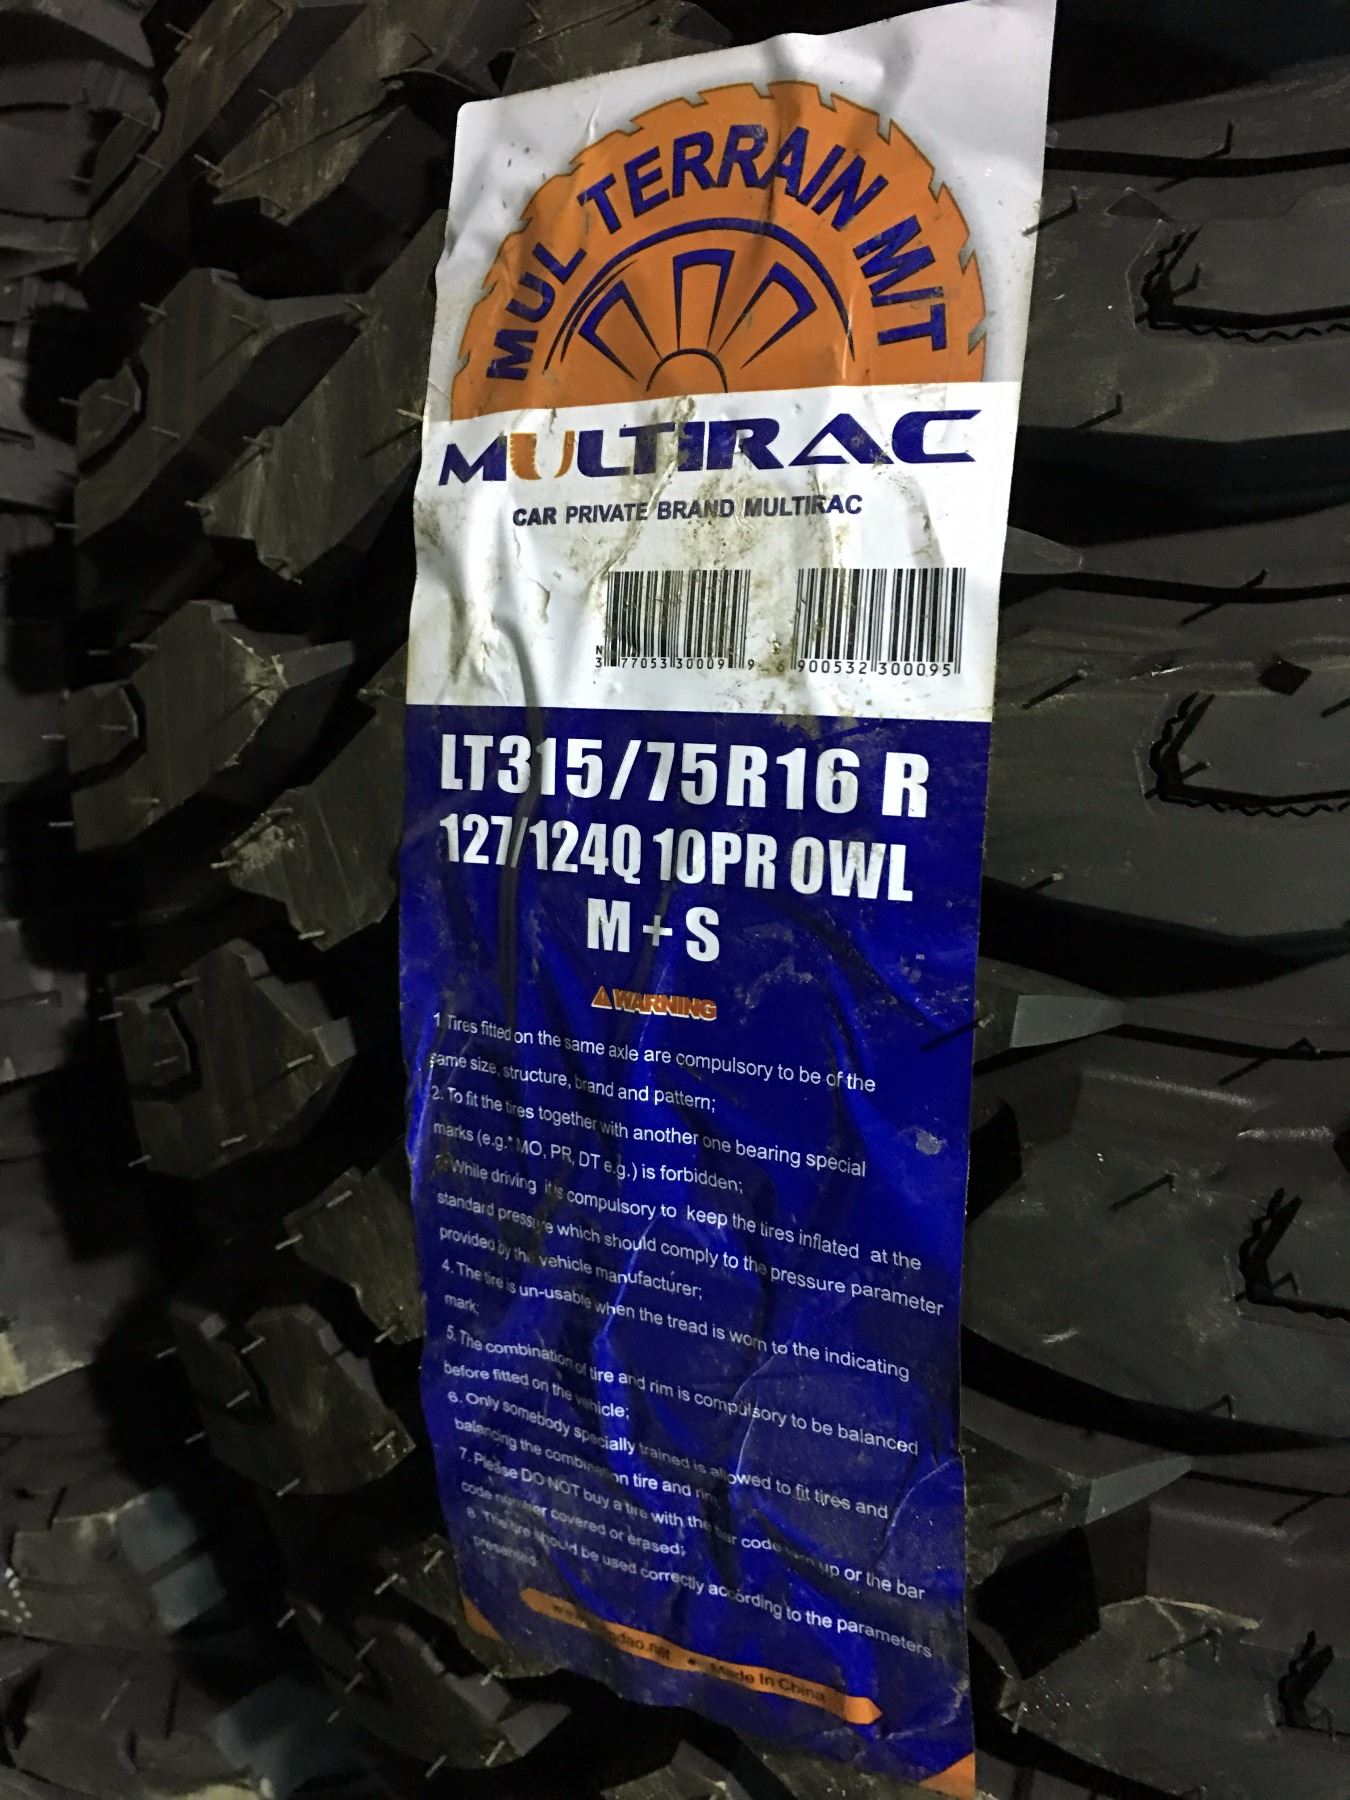 MUL TERRAIN M/T
MULTIRAC
CAR PRIVATE BRAND MULTIRAC
N
3 77053 30009 9 6 900532 300095
LT315/75R16 R
127/124Q 10PR OWL
M + S
WARNING
1 Tires fitted on the same axle are compulsory to be of the
same size, structure, brand and pattern;
2. To fit the tires together with another one bearing special
marks (e.g.* MO, PR, DT e.g.) is forbidden;
While driving it is compulsory to keep the tires inflated at the
standard pressure which should comply to the pressure parameter
provided by the vehicle manufacturer;
4. The tire is un-usable when the tread is worn to the indicating
mark;
5. The combination of tire and rim is compulsory to be balanced
before fitted on the vehicle;
6. Only somebody specially trained is allowed to fit tires and
balancing the combination tire and rim
7. Please DO NOT buy a tire with the bar code torn up or the bar
code number covered or erased;
8. The tire should be used correctly according to the parameters
presented.
Made In China